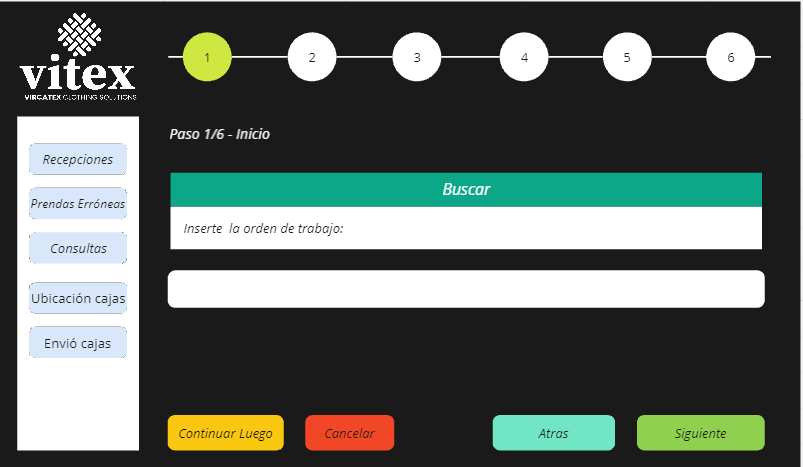 vitex
VIRCATEX CLOTHING SOLUTIONS
1
2
3
4
5
6
Recepciones
Prendas Erróneas
Consultas
Ubicación cajas
Envió cajas
Paso 1/6 - Inicio
Buscar
Inserte la orden de trabajo:
Continuar Luego
Cancelar
Atras
Siguiente